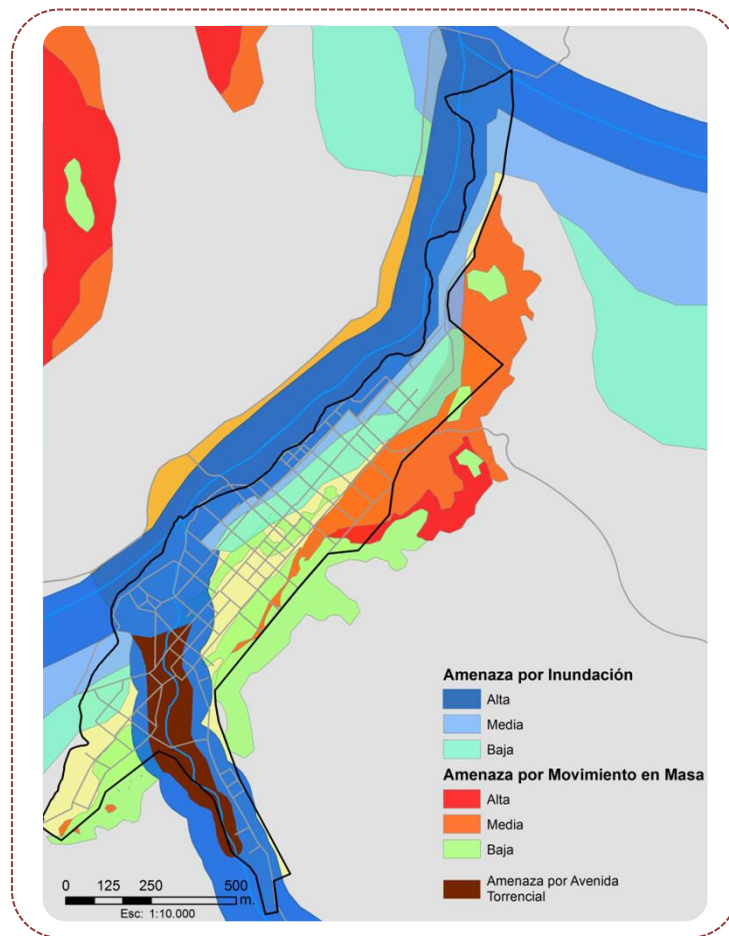 Amenaza por Inundación
Alta
Media
Baja
Amenaza por Movimiento en Masa
Alta
Media
Baja
Amenaza por Avenida
Torrencial
0 125 250 500
m.
Esc: 1:10.000